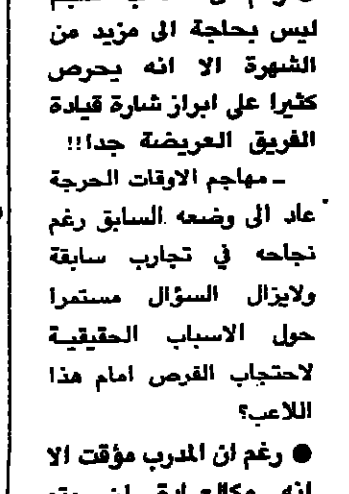 ليس بحاجة الى مزيد من
الشهرة الا انه يحرص
كثيرا على ابراز شارة قيادة
الفريق العريضة جدا!!
ـ مهاجم الاوقات الحرجة
عاد الى وضعه السابق رغم
نجاحه في تجارب سابقة
ولايزال السؤال مستمرا
حول الاسباب الحقيقية
لاحتجاب الفرص امام هذا
اللاعب؟
● رغم ان المدرب مؤقت الا
انه